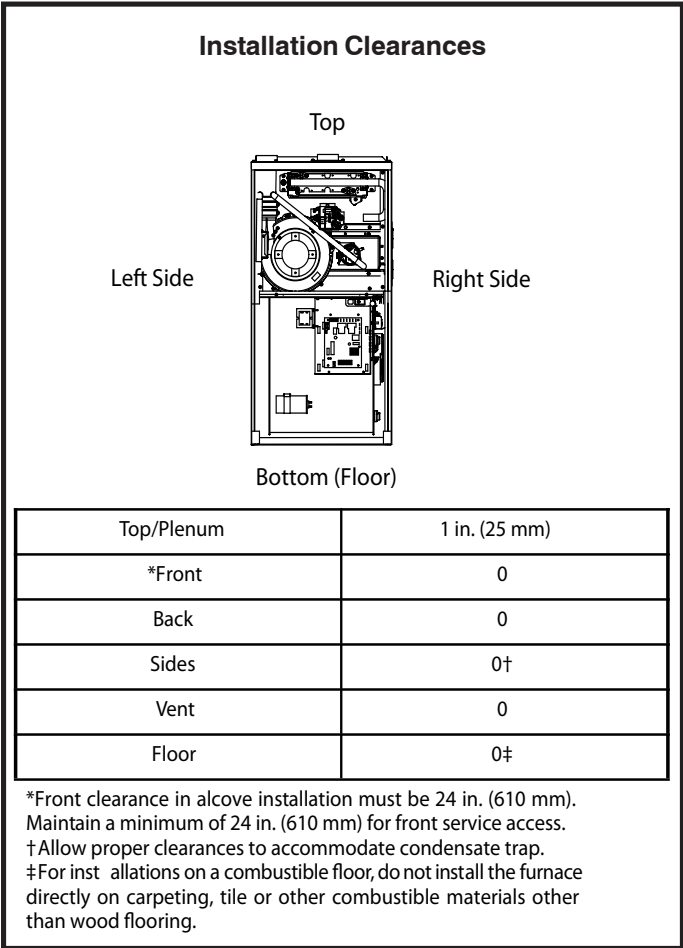 Installation Clearances
Top
Left Side
Right Side
Bottom (Floor)
Top/Plenum 1 in. (25 mm)
*Front 0
Back 0
Sides 0†
Vent 0
Floor 0‡
*Front clearance in alcove installation must be 24 in. (610 mm).
Maintain a minimum of 24 in. (610 mm) for front service access.
†Allow proper clearances to accommodate condensate trap.
‡For inst allations on a combustible floor, do not install the furnace
directly on carpeting, tile or other combustible materials other
than wood flooring.